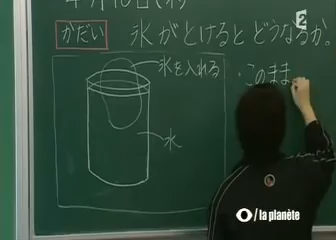 かだい 氷がとけるとどうなるか。
氷を入れる
・このまま
水
2
/la planète